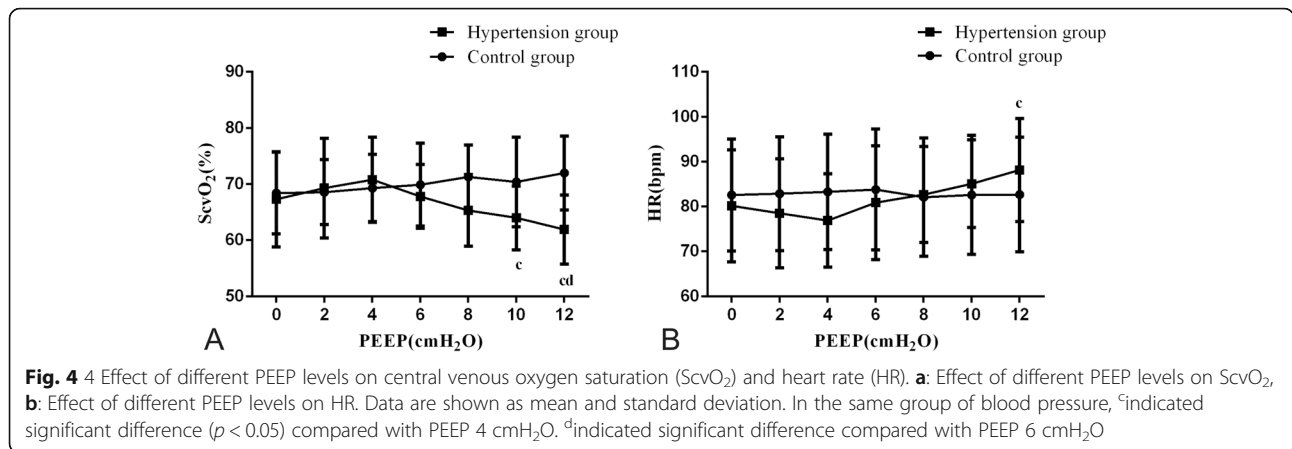 Hypertension group
Control group
90
80
70
60
50
ScvO₂(%)
c
cd
0 2 4 6 8 10 12
PEEP(cmH₂O)
A
Hypertension group
Control group
110
100
90
80
70
60
HR(bpm)
c
0 2 4 6 8 10 12
PEEP(cmH₂O)
B
Fig. 4 4 Effect of different PEEP levels on central venous oxygen saturation (ScvO₂) and heart rate (HR). a: Effect of different PEEP levels on ScvO₂,
b: Effect of different PEEP levels on HR. Data are shown as mean and standard deviation. In the same group of blood pressure, ᶜindicated
significant difference (p < 0.05) compared with PEEP 4 cmH₂O. ᵈindicated significant difference compared with PEEP 6 cmH₂O